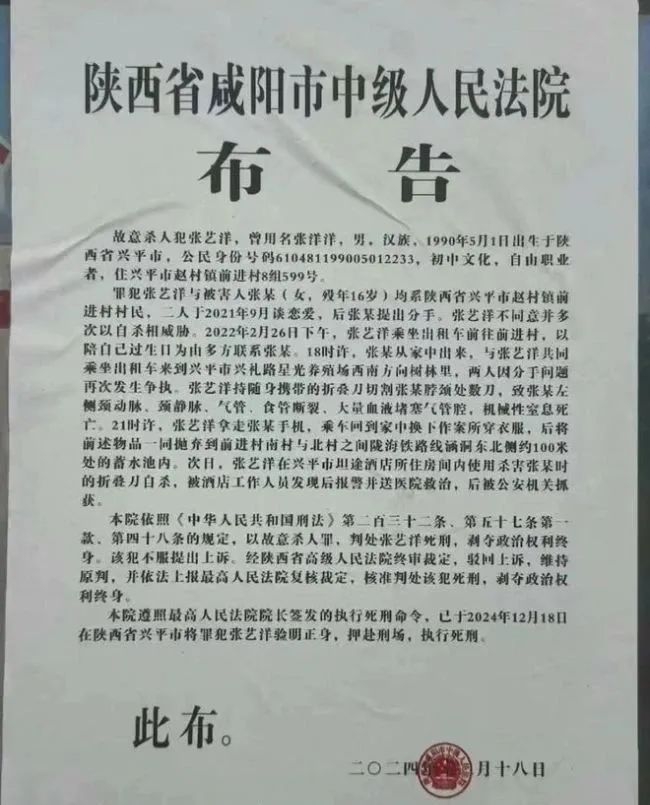 陕西省咸阳市中级人民法院
布 告
故意杀人犯张艺洋，曾用名张洋洋，男，汉族，1990年5月1日出生于陕
西省兴平市，公民身份号码610481199005012233，初中文化，自由职业
者，住兴平市赵村镇前进村8组599号。
罪犯张艺洋与被害人张某（女，殁年16岁）均系陕西省兴平市赵村镇前
进村村民，二人于2021年9月谈恋爱，后张某提出分手。张艺洋不同意并多
次以自杀相威胁。2022年2月26日下午，张艺洋乘坐出租车前往前进村，以
陪自己过生日为由多方联系张某。18时许，张某从家中出来，与张艺洋共同
乘坐出租车来到兴平市兴礼路星光养殖场西南方向树林里，两人因分手问题
再次发生争执。张艺洋持随身携带的折叠刀切割张某脖颈处数刀，致张某左
侧颈动脉、颈静脉、气管、食管断裂、大量血液堵塞气管腔，机械性窒息死
亡。21时许，张艺洋拿走张某手机，乘车回到家中换下作案所穿衣服，后将
前述物品一同抛弃到前进村南村与北村之间陇海铁路线涵洞东北侧约100米
处的蓄水池内。次日，张艺洋在兴平市坦途酒店所住房间内使用杀害张某时
的折叠刀自杀，被酒店工作人员发现后报警并送医院救治，后被公安机关抓
获。
本院依照《中华人民共和国刑法》第二百三十二条、第五十七条第一
款、第四十八条的规定，以故意杀人罪，判处张艺洋死刑，剥夺政治权利终
身。该犯不服提出上诉。经陕西省高级人民法院终审裁定，驳回上诉，维持
原判，并依法上报最高人民法院复核裁定，核准判处该犯死刑，剥夺政治权
利终身。
本院遵照最高人民法院院长签发的执行死刑命令，已于2024年12月18日
在陕西省兴平市将罪犯张艺洋验明正身，押赴刑场，执行死刑。
此布。
二〇二四 月十八日